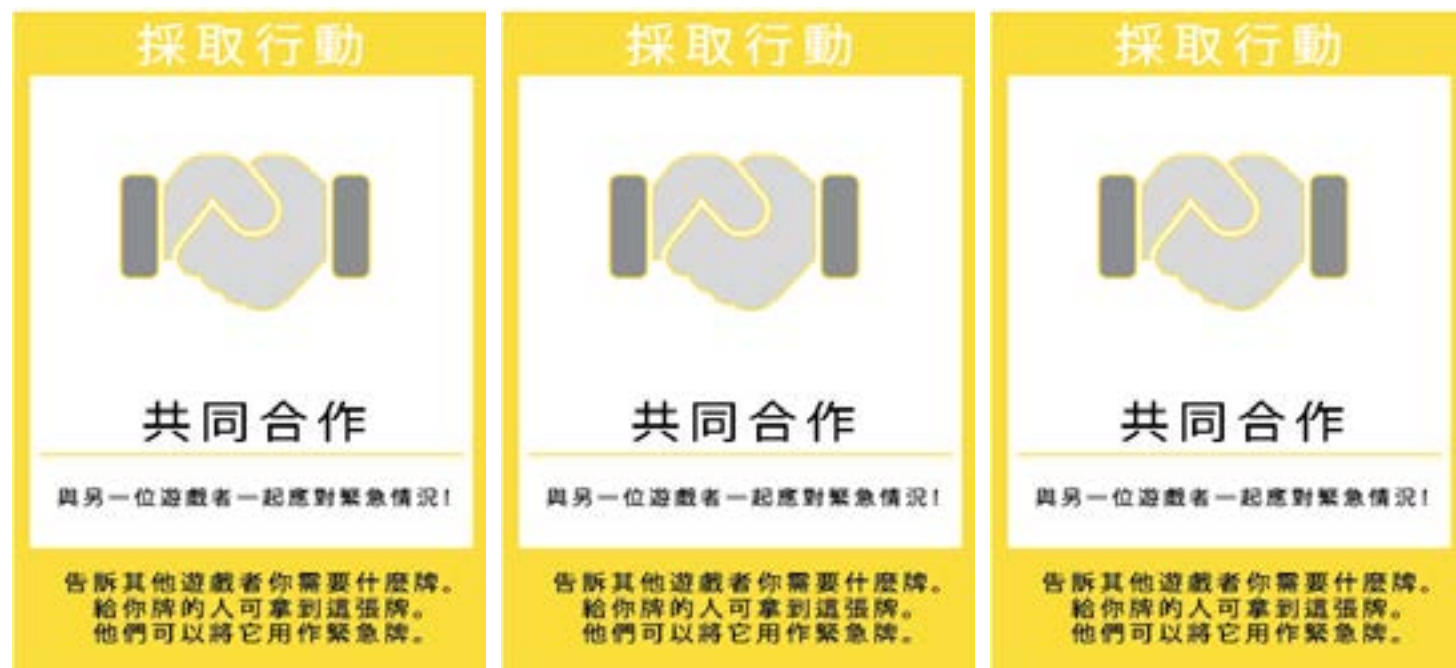 採取行動
共同合作
與另一位遊戲者一起應對緊急情況！
告訴其他遊戲者你需要什麼牌。
給你牌的人可拿到這張牌。
他們可以將它用作緊急牌。
採取行動
共同合作
與另一位遊戲者一起應對緊急情況！
告訴其他遊戲者你需要什麼牌。
給你牌的人可拿到這張牌。
他們可以將它用作緊急牌。
採取行動
共同合作
與另一位遊戲者一起應對緊急情況！
告訴其他遊戲者你需要什麼牌。
給你牌的人可拿到這張牌。
他們可以將它用作緊急牌。